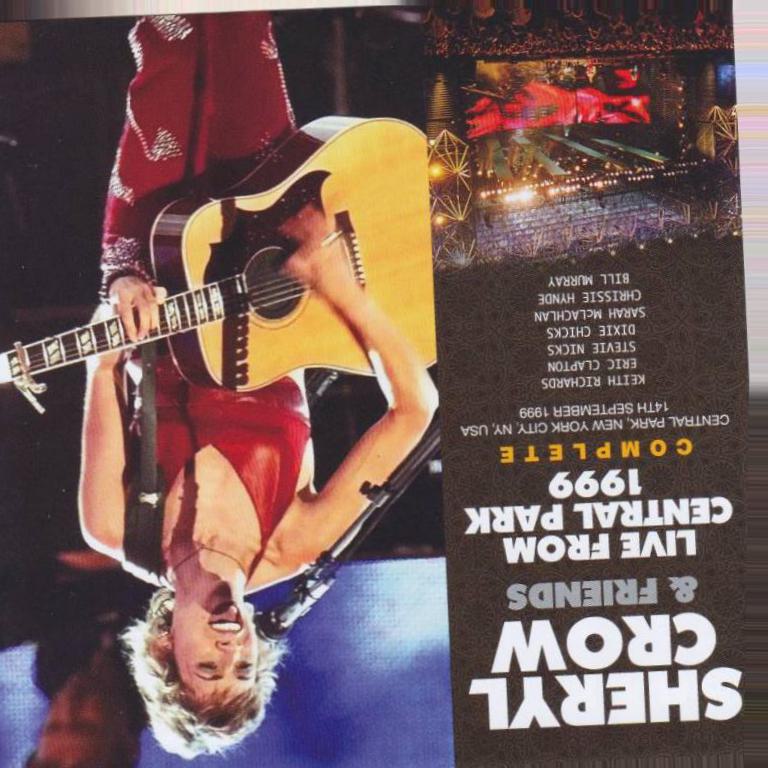 SHERYL
CROW
& FRIENDS
LIVE FROM
CENTRAL PARK
1999
COMPLETE
CENTRAL PARK, NEW YORK CITY, NY, USA
14TH SEPTEMBER 1999
KEITH RICHARDS
ERIC CLAPTON
STEVIE NICKS
DIXIE CHICKS
SARAH McLACHLAN
CHRISSIE HYNDE
BILL MURRAY